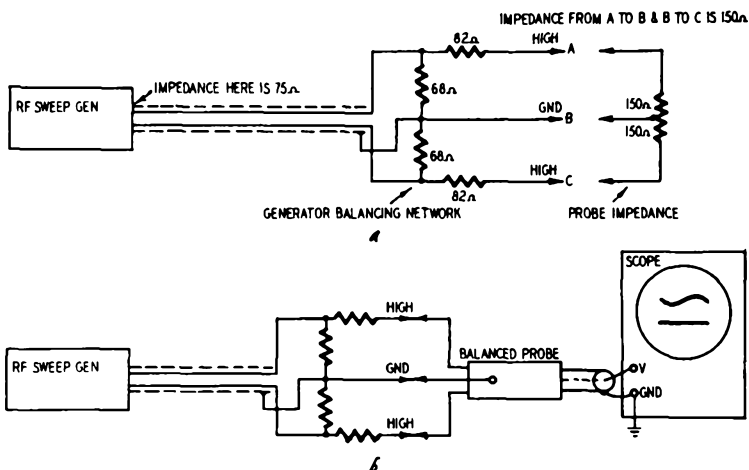 IMPEDANCE FROM A TO B & B TO C IS 150Ω
82Ω
HIGH
A
IMPEDANCE HERE IS 75Ω
RF SWEEP GEN
68Ω
150Ω
GND
B
150Ω
68Ω
HIGH
C
82Ω
GENERATOR BALANCING NETWORK
PROBE IMPEDANCE
a
SCOPE
HIGH
BALANCED PROBE
RF SWEEP GEN
GND
V
GND
HIGH
b